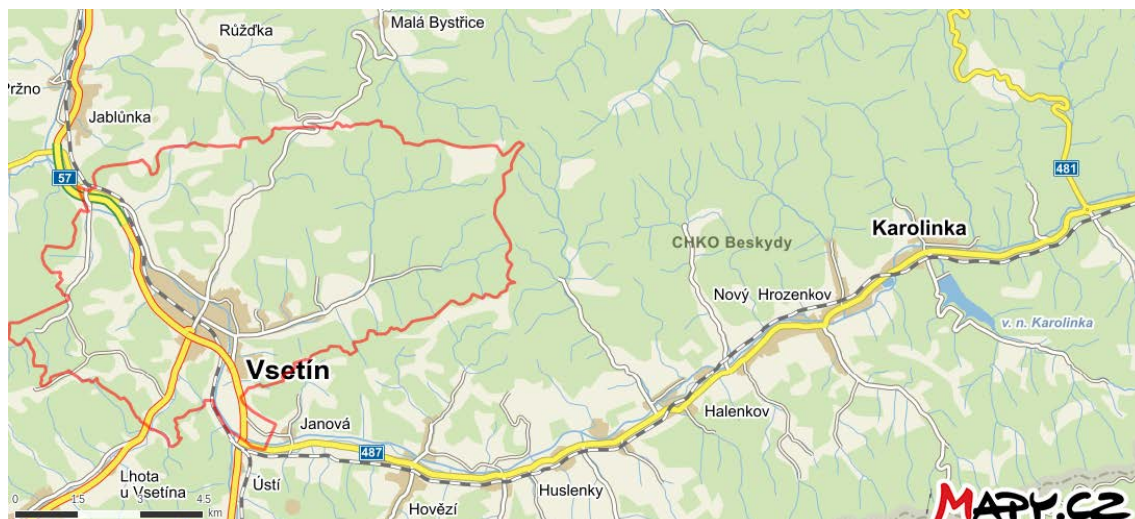 Malá Bystřice
Růžďka
Pržno
Jablůnka
57
481
Karolinka
CHKO Beskydy
Nový Hrozenkov
v. n. Karolinka
Vsetín
Halenkov
Janová
487
Lhota
u Vsetína
Ústí
Huslenky
Hovězí
0 1.5 3 4.5
km
MAPY.CZ